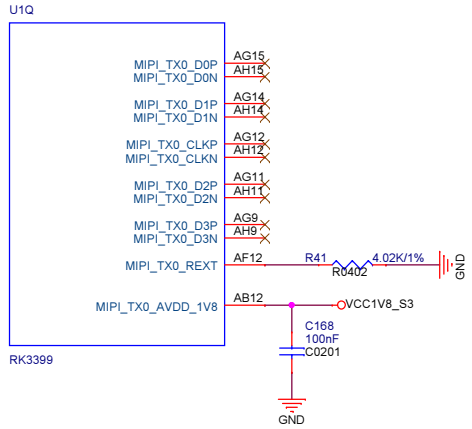 U1Q
MIPI_TX0_D0P AG15
MIPI_TX0_D0N AH15
MIPI_TX0_D1P AG14
MIPI_TX0_D1N AH14
MIPI_TX0_CLKP AG12
MIPI_TX0_CLKN AH12
MIPI_TX0_D2P AG11
MIPI_TX0_D2N AH11
MIPI_TX0_D3P AG9
MIPI_TX0_D3N AH9
MIPI_TX0_REXT AF12 R41 4.02K/1%
R0402
GND
MIPI_TX0_AVDD_1V8 AB12 VCC1V8_S3
C168
100nF
C0201
RK3399
GND